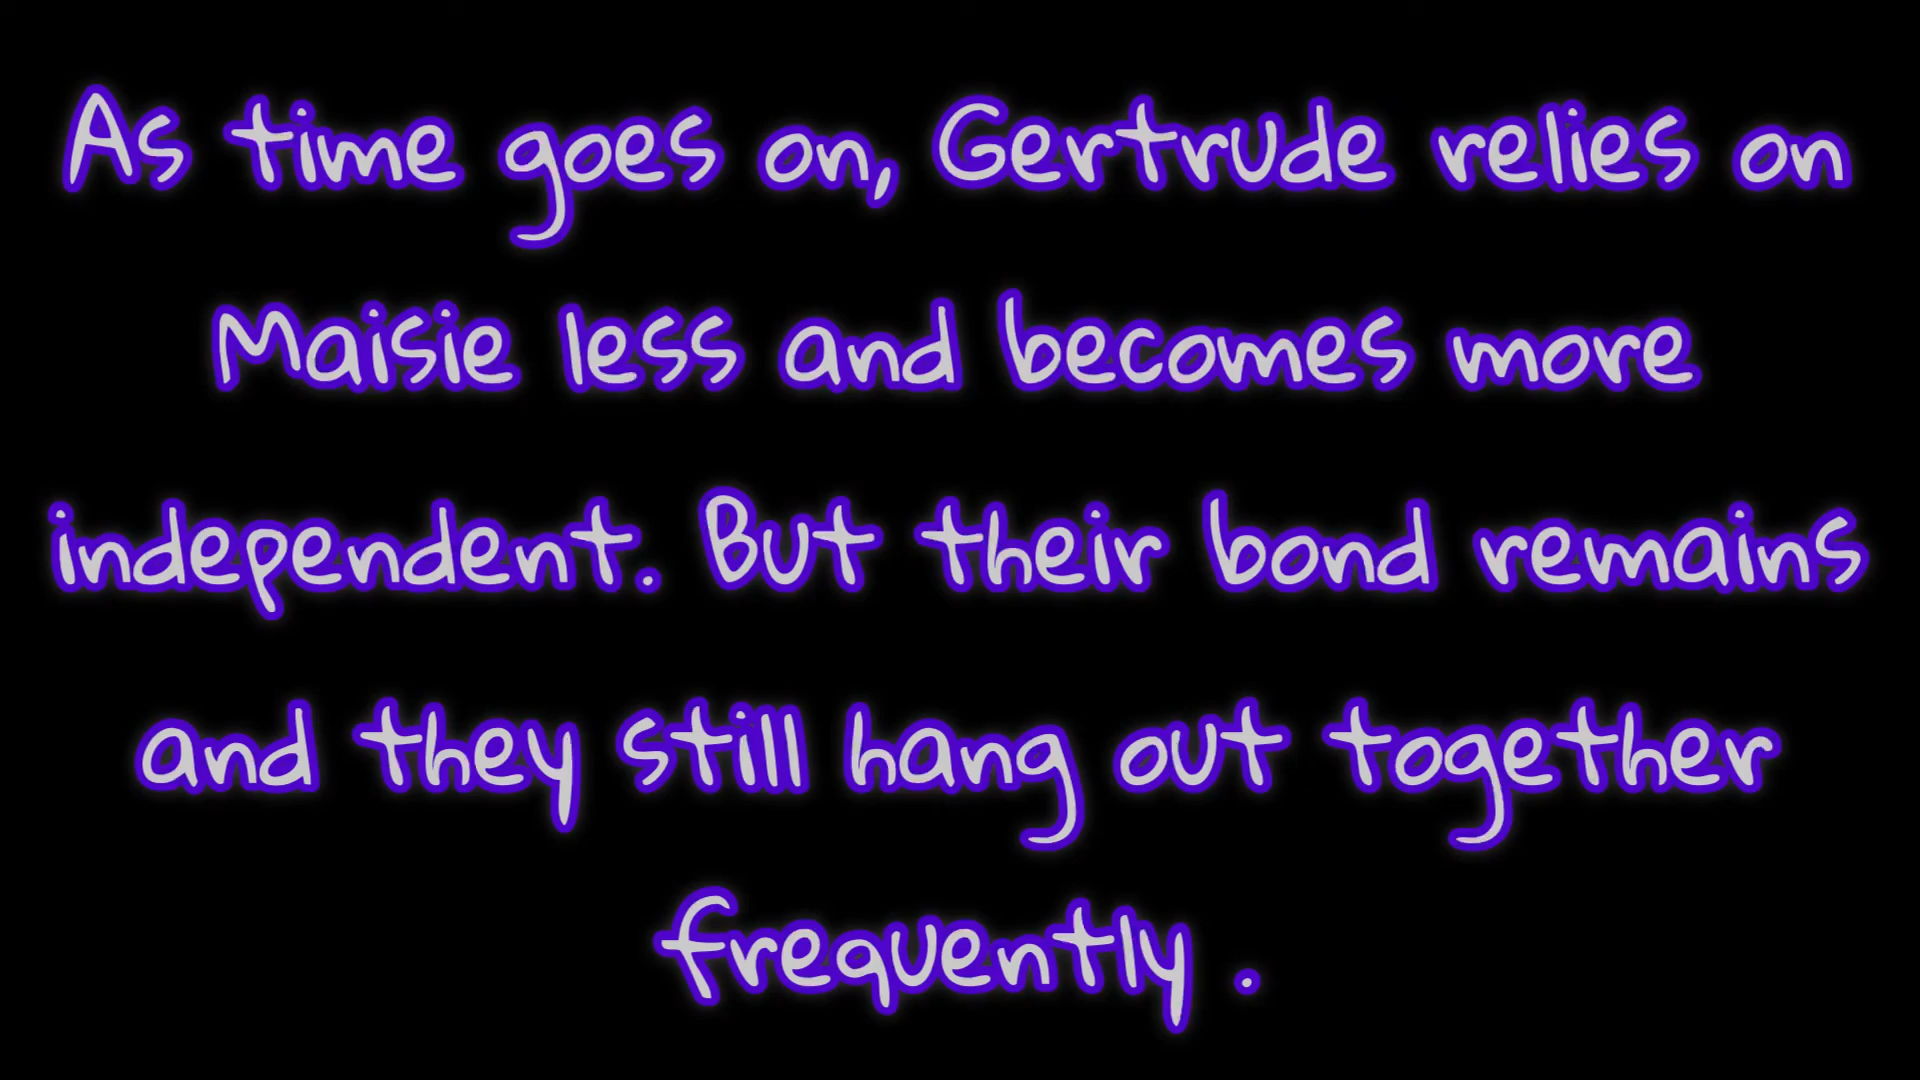 As time goes on, Gertrude relies on
Maisie less and becomes more
independent. But their bond remains
and they still hang out together
frequently .